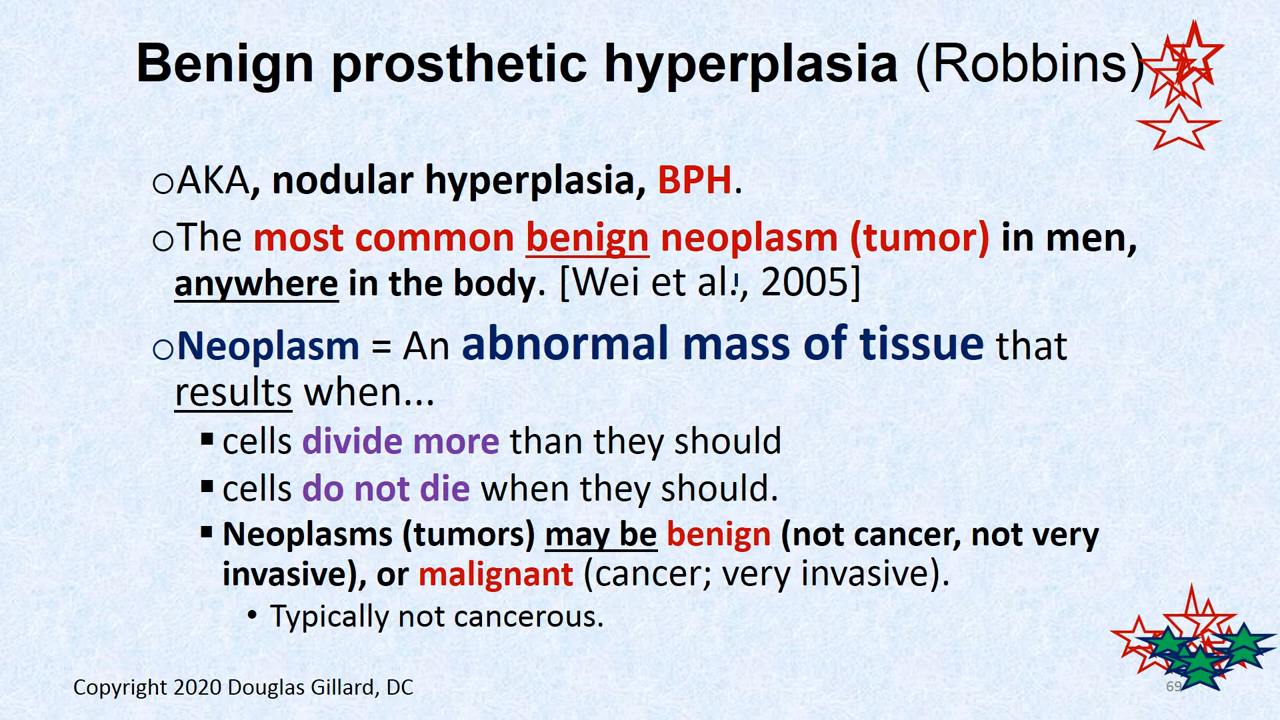 Benign prosthetic hyperplasia (Robbins)
○AKA, nodular hyperplasia, BPH.
○The most common benign neoplasm (tumor) in men,
anywhere in the body. [Wei et al., 2005]
○Neoplasm = An abnormal mass of tissue that
results when...
▪ cells divide more than they should
▪ cells do not die when they should.
▪ Neoplasms (tumors) may be benign (not cancer, not very
invasive), or malignant (cancer; very invasive).
• Typically not cancerous.
Copyright 2020 Douglas Gillard, DC
69